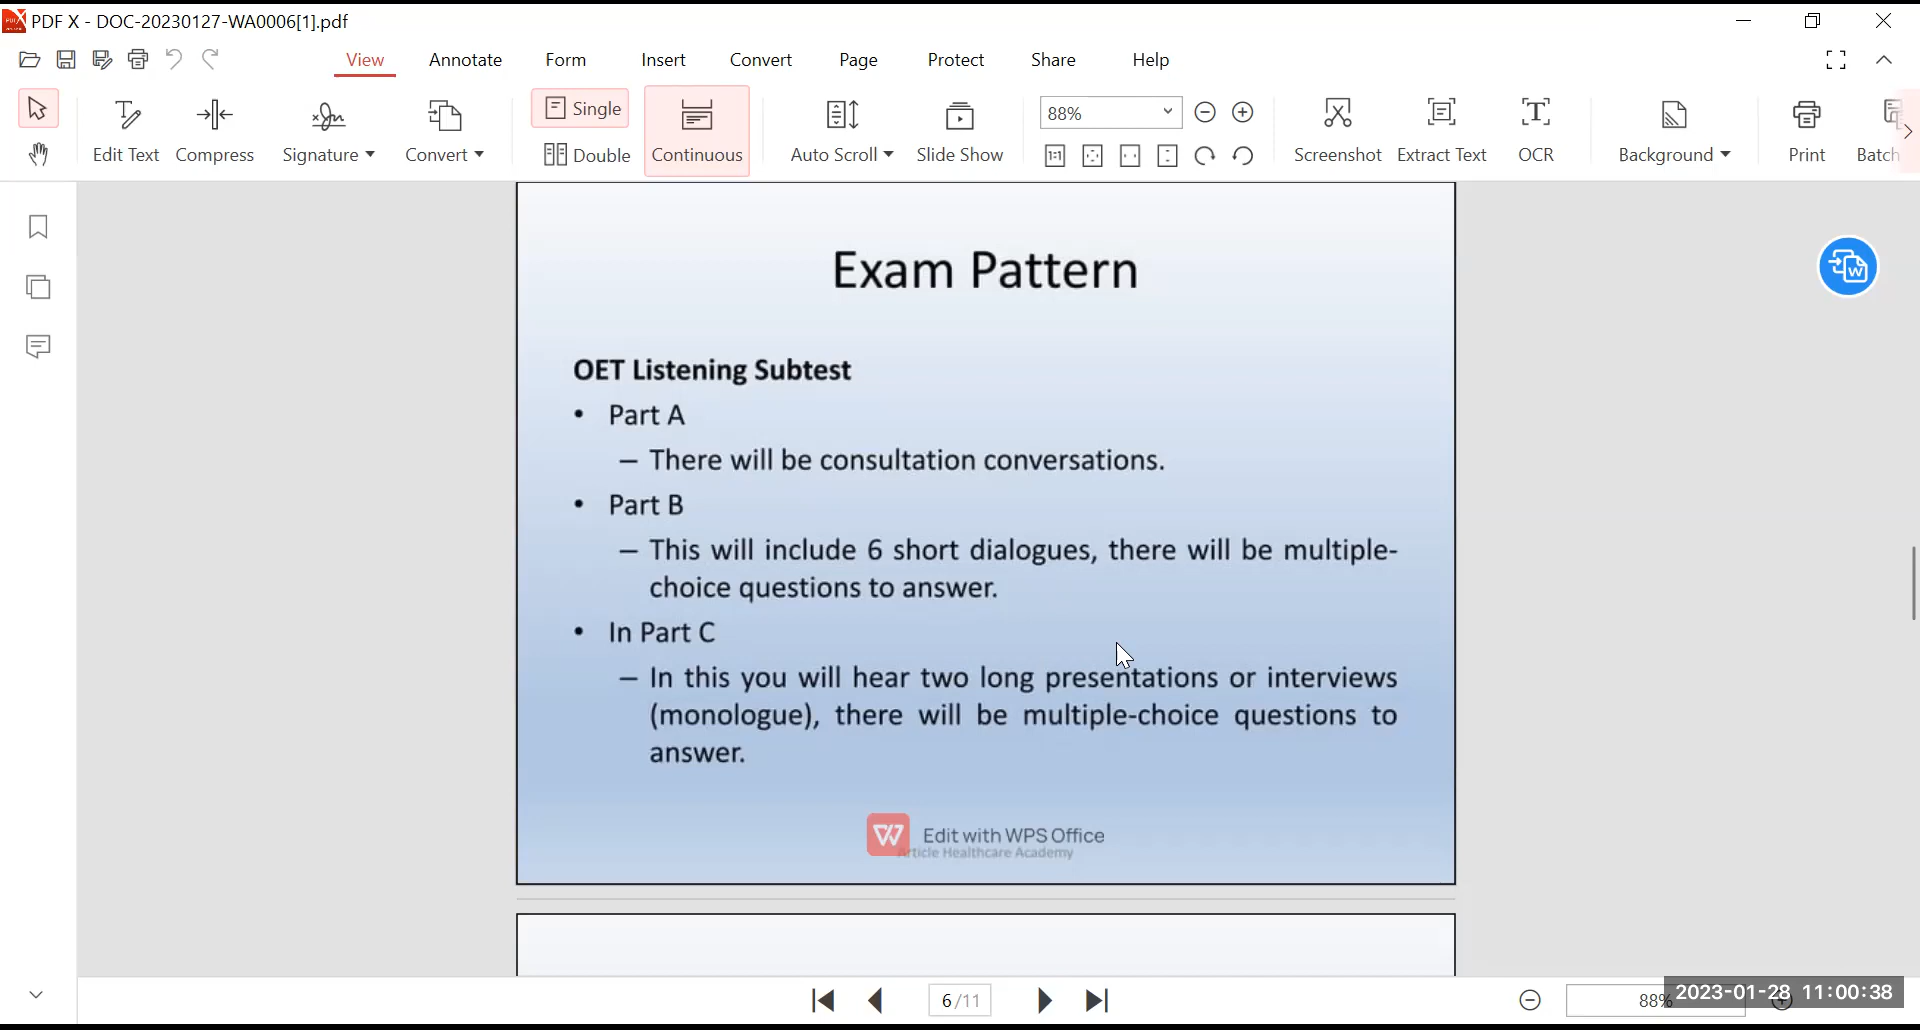 PDF X - DOC-20230127-WA0006[1].pdf
View Annotate Form Insert Convert Page Protect Share Help
Edit Text Compress Signature Convert Single Double Continuous Auto Scroll Slide Show 88% Screenshot Extract Text OCR Background Print Batch
1:1
Exam Pattern
OET Listening Subtest
• Part A
– There will be consultation conversations.
• Part B
– This will include 6 short dialogues, there will be multiple-
choice questions to answer.
• In Part C
– In this you will hear two long presentations or interviews
(monologue), there will be multiple-choice questions to
answer.
Edit with WPS Office
Article Healthcare Academy
6 /11
88%
2023-01-28 11:00:38